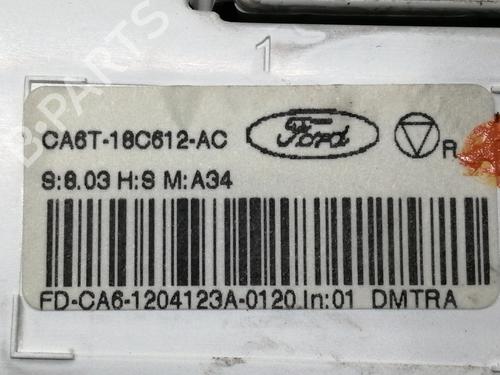 B-PARTS
1
CA6T-18C612-AC
Ford
R
S:8.03 H:S M:A34
FD-CA6-1204123A-0120 In:01 DMTRA